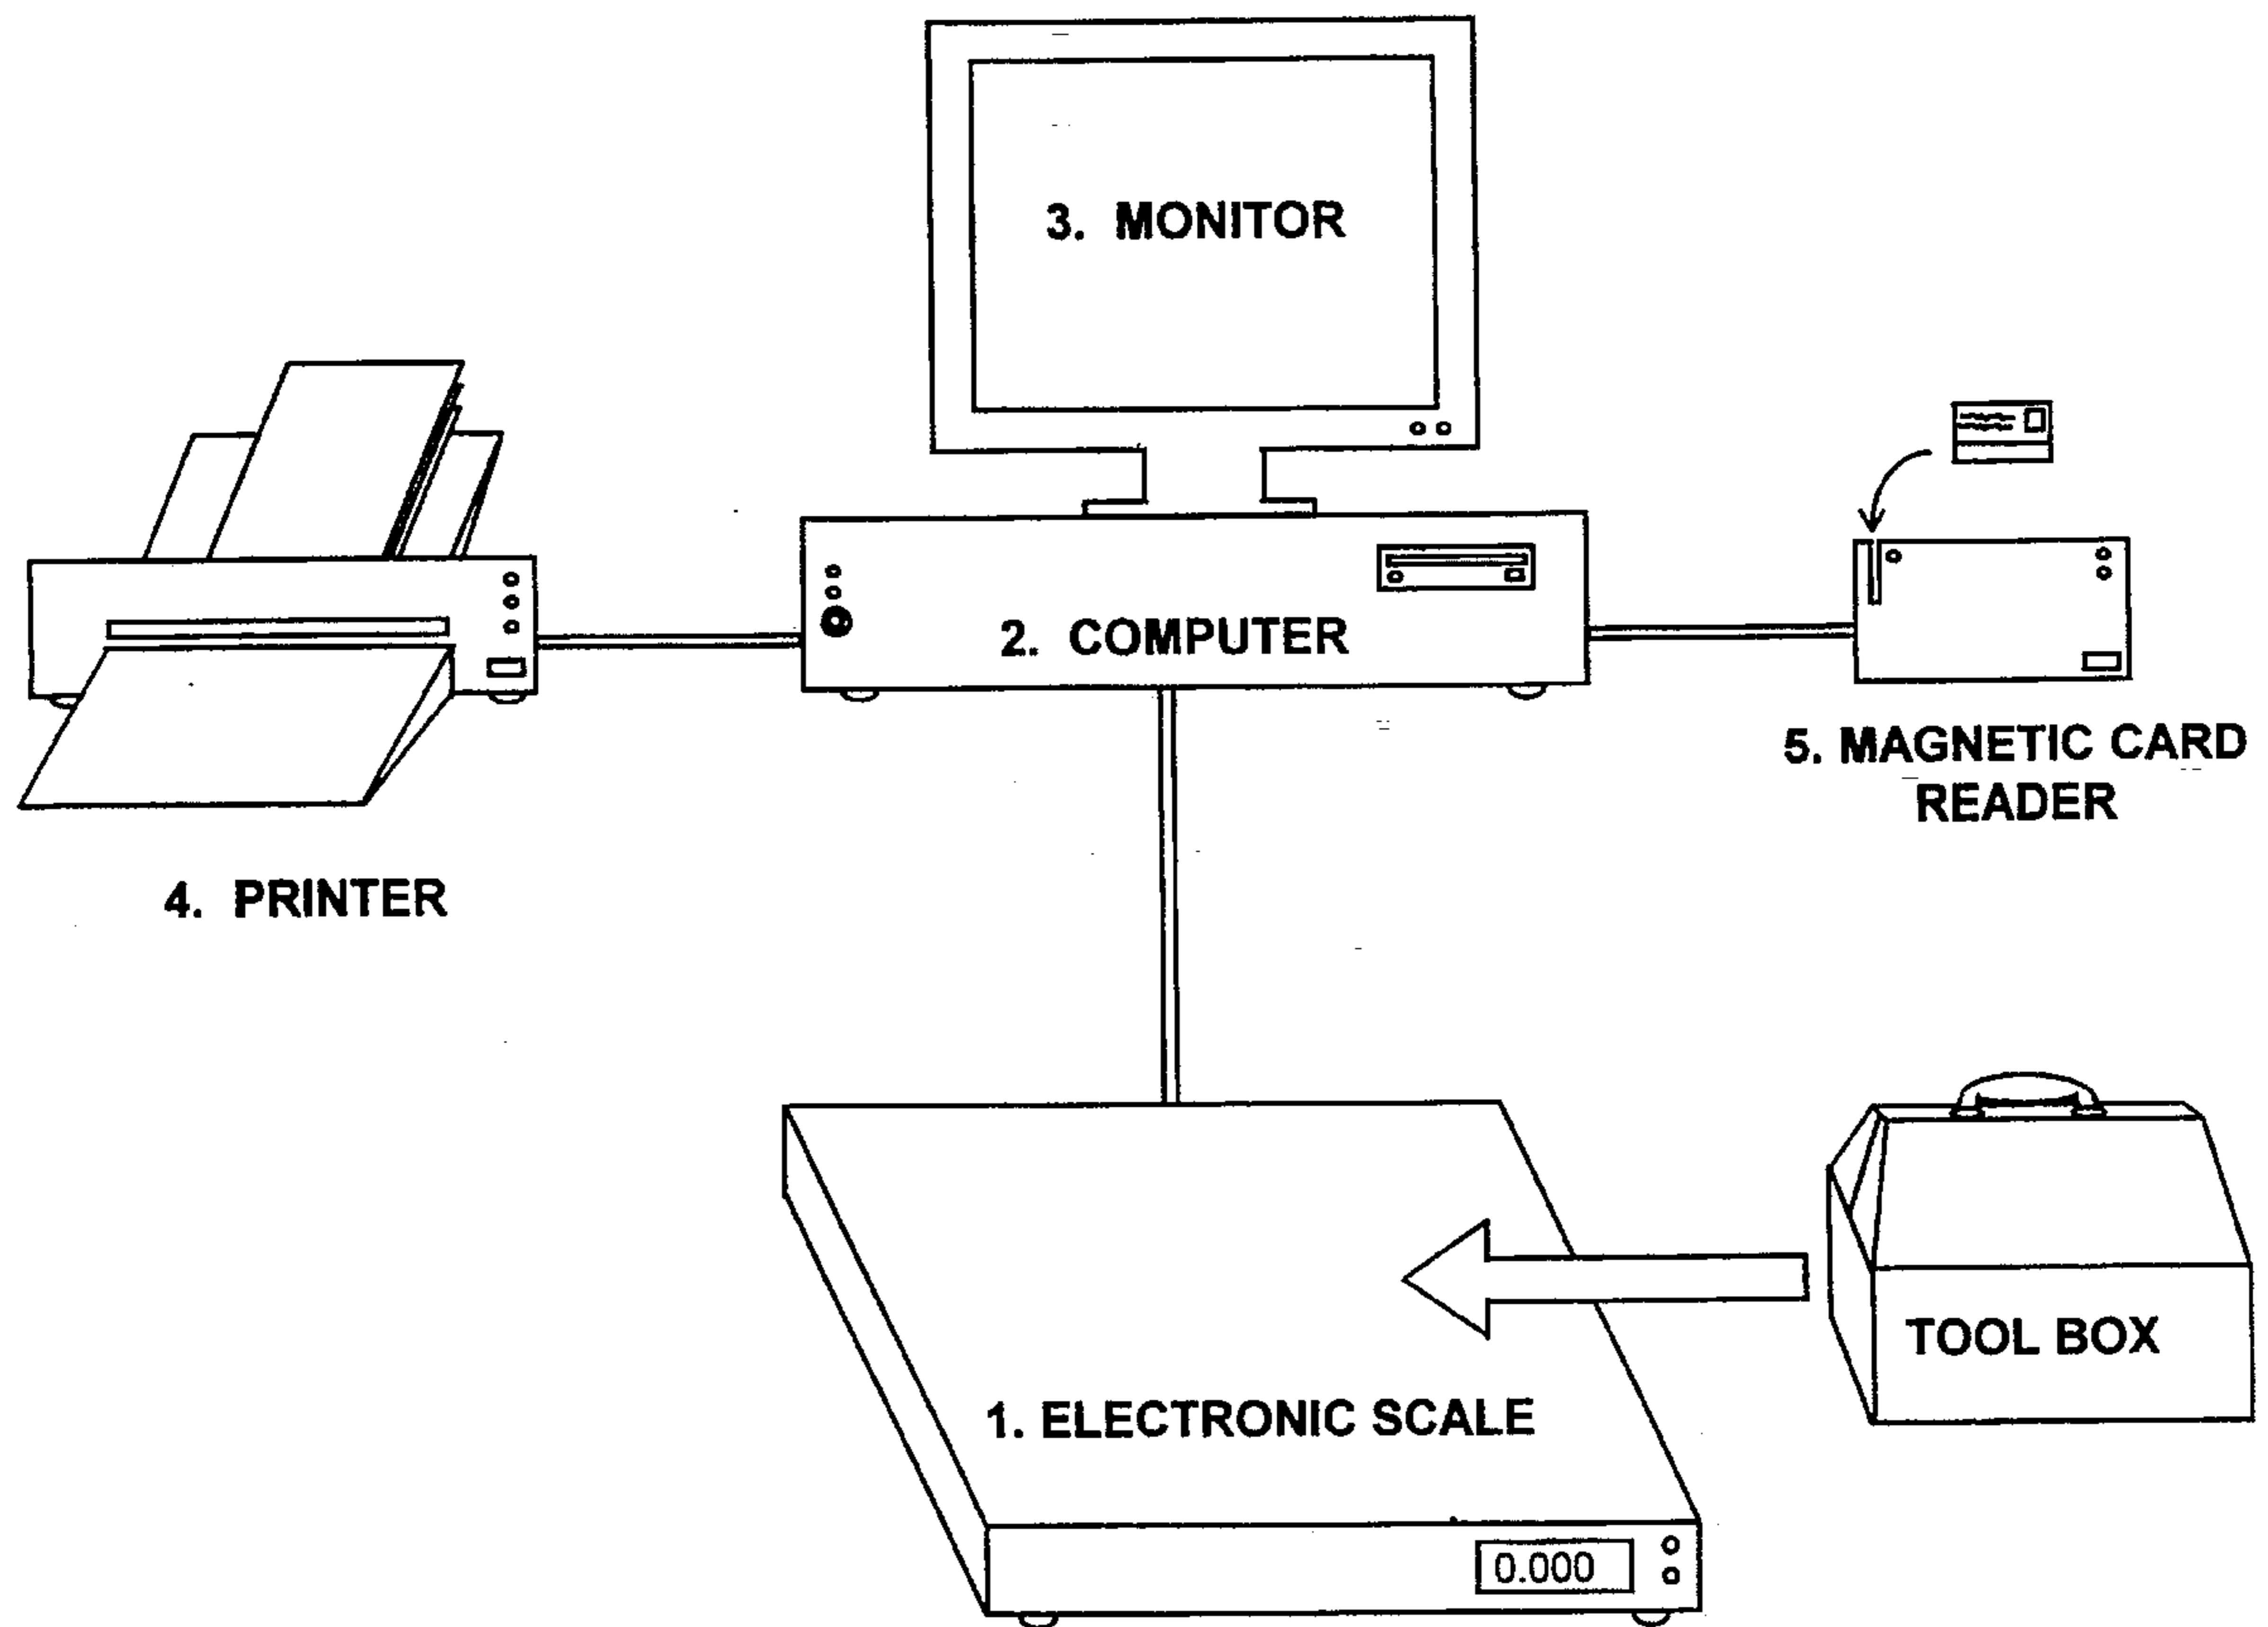 3. MONITOR
2. COMPUTER
5. MAGNETIC CARD
READER
4. PRINTER
TOOL BOX
1. ELECTRONIC SCALE
0.000